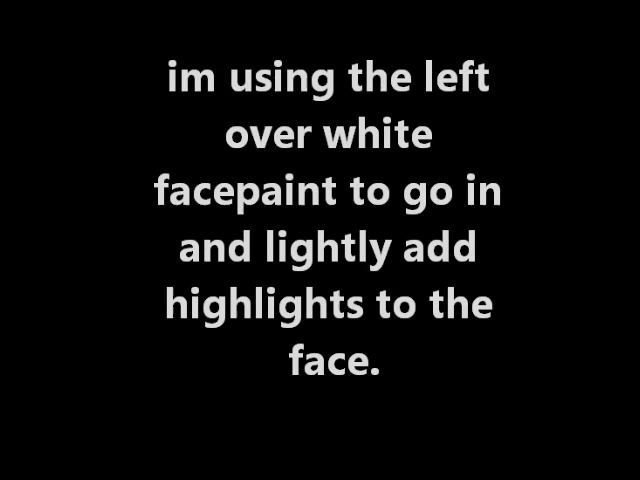 im using the left
over white
facepaint to go in
and lightly add
highlights to the
face.